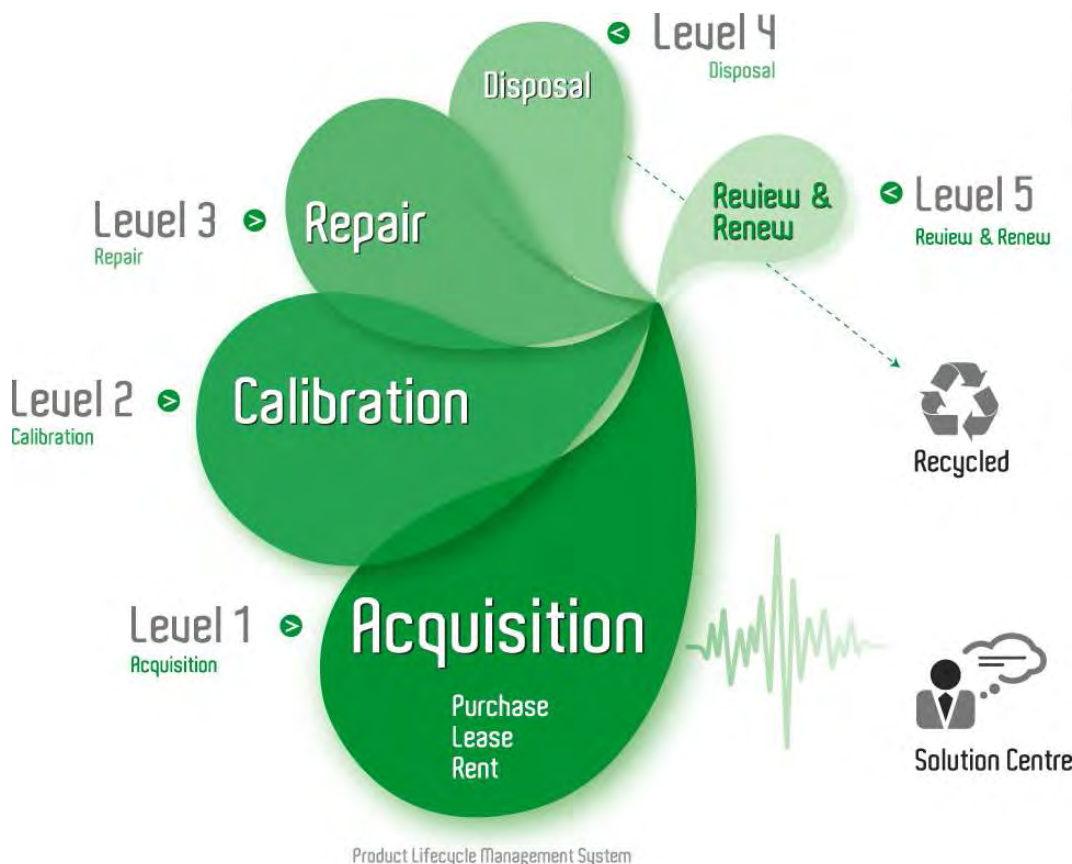 Level 4
Disposal
Disposal
Review &
Renew
Level 5
Review & Renew
Level 3
Repair
Repair
Level 2
Calibration
Calibration
Recycled
Level 1
Acquisition
Acquisition
Purchase
Lease
Rent
Solution Centre
Product Lifecycle Management System